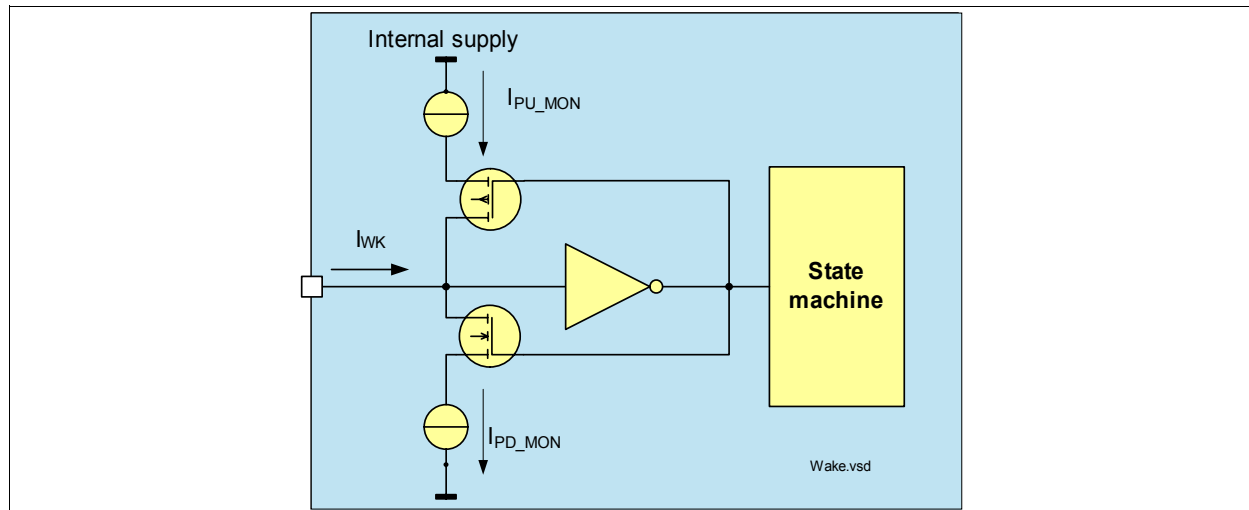 Internal supply
IPU_MON
IWK
State
machine
IPD_MON
Wake.vsd